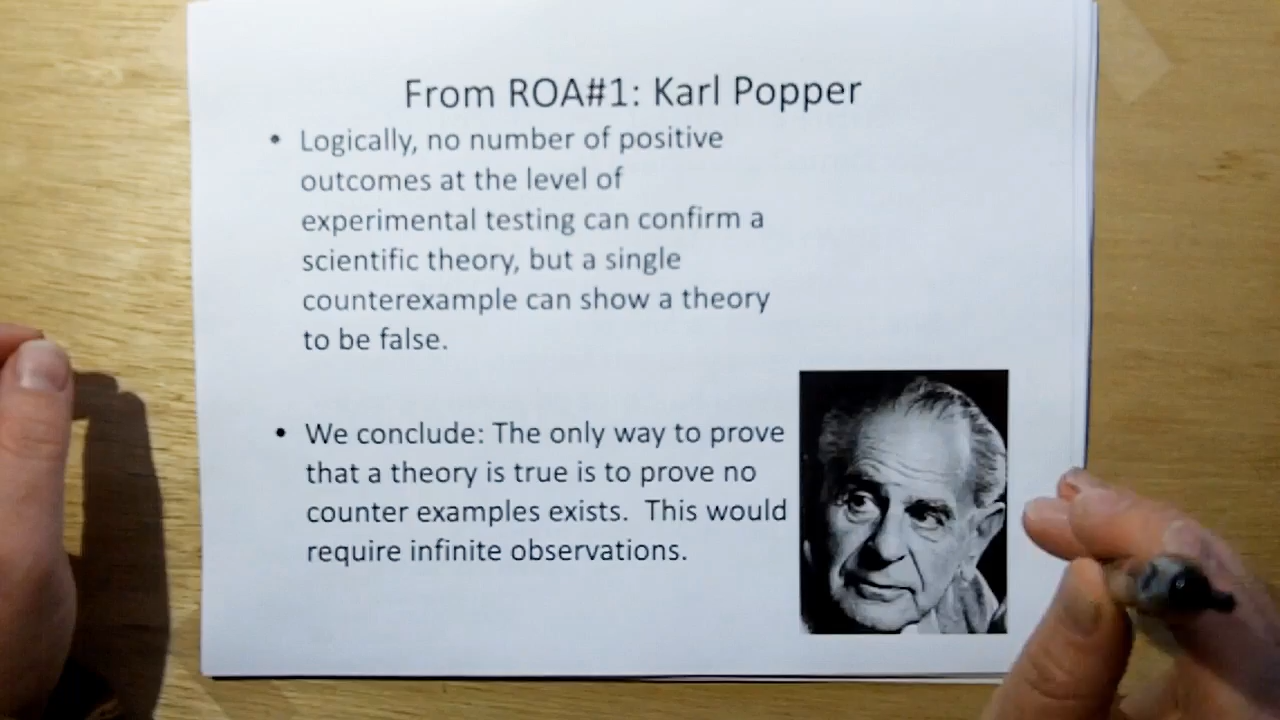 From ROA#1: Karl Popper
• Logically, no number of positive
outcomes at the level of
experimental testing can confirm a
scientific theory, but a single
counterexample can show a theory
to be false.
• We conclude: The only way to prove
that a theory is true is to prove no
counter examples exists.  This would
require infinite observations.